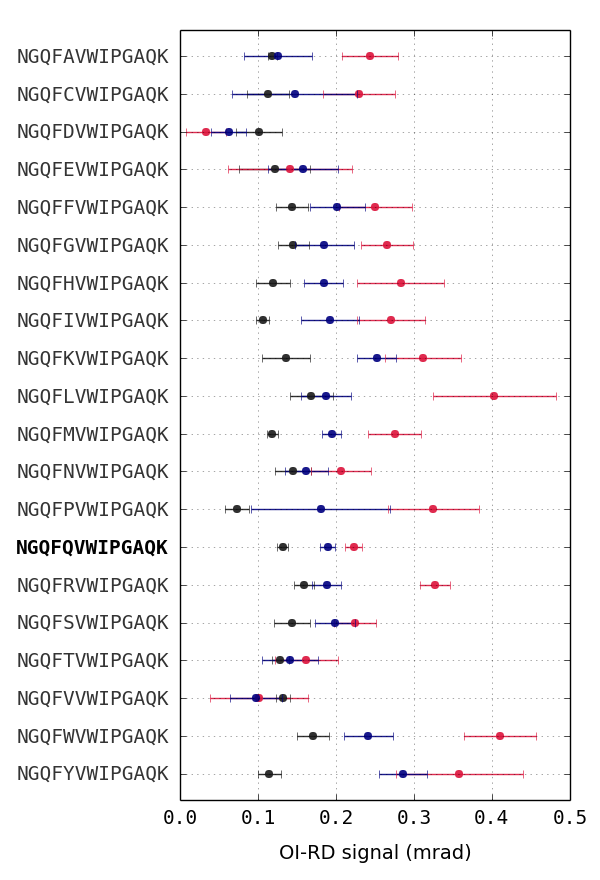 NGQFAVWIPGAQK
NGQFCVWIPGAQK
NGQFDVWIPGAQK
NGQFEVWIPGAQK
NGQFFVWIPGAQK
NGQFGVWIPGAQK
NGQFHVWIPGAQK
NGQFIVWIPGAQK
NGQFKVWIPGAQK
NGQFLVWIPGAQK
NGQFMVWIPGAQK
NGQFNVWIPGAQK
NGQFPVWIPGAQK
NGQFQVWIPGAQK
NGQFRVWIPGAQK
NGQFSVWIPGAQK
NGQFTVWIPGAQK
NGQFVVWIPGAQK
NGQFWVWIPGAQK
NGQFYVWIPGAQK
0.0 0.1 0.2 0.3 0.4 0.5
OI-RD signal (mrad)